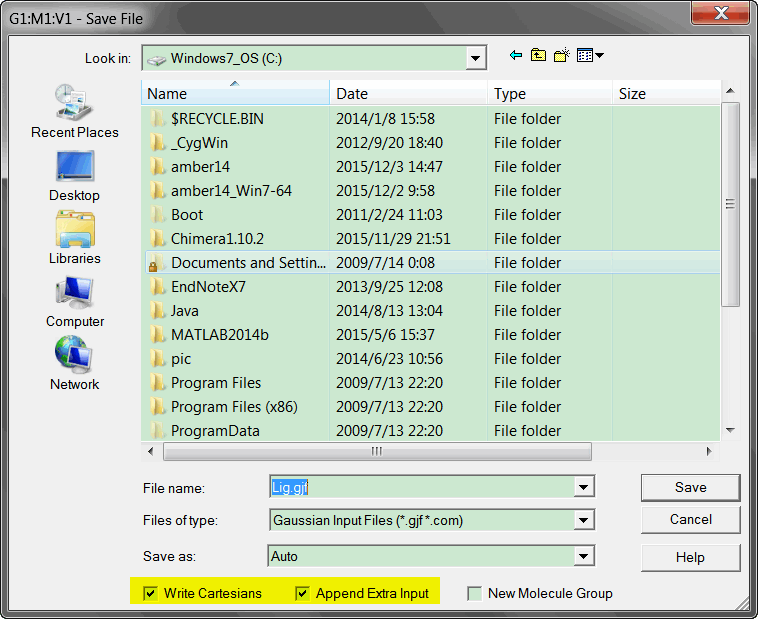 G1:M1:V1 - Save File
Look in: Windows7_OS (C:)
Recent Places
Desktop
Libraries
Computer
Network
Name Date Type Size
$RECYCLE.BIN 2014/1/8 15:58 File folder
_CygWin 2012/9/20 18:40 File folder
amber14 2015/12/3 14:47 File folder
amber14_Win7-64 2015/12/2 9:58 File folder
Boot 2011/2/24 11:03 File folder
Chimera1.10.2 2015/11/29 21:51 File folder
Documents and Settin... 2009/7/14 0:08 File folder
EndNoteX7 2013/9/25 12:08 File folder
Java 2014/8/13 13:04 File folder
MATLAB2014b 2015/5/6 15:37 File folder
pic 2014/6/23 10:56 File folder
Program Files 2009/7/13 22:20 File folder
Program Files (x86) 2009/7/13 22:20 File folder
ProgramData 2009/7/13 22:20 File folder
File name: Lig.gjf Save
Files of type: Gaussian Input Files (*.gjf *.com) Cancel
Save as: Auto Help
Write Cartesians Append Extra Input New Molecule Group